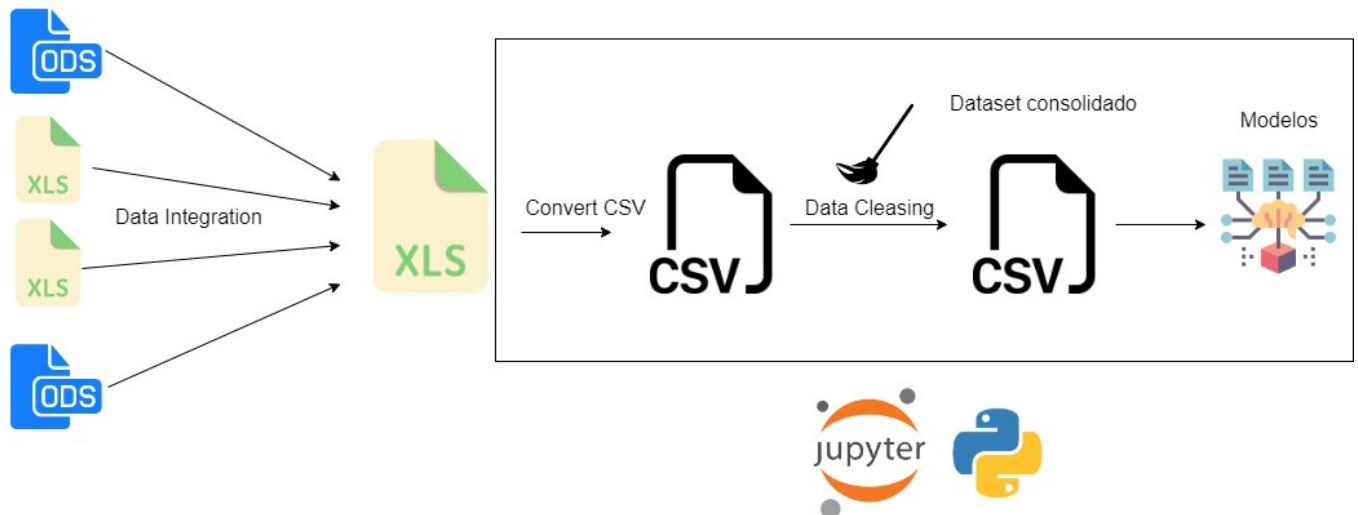 ODS
XLS
Data Integration
XLS
ODS
XLS
Convert CSV
CSV
Data Cleasing
Dataset consolidado
CSV
Modelos
jupyter